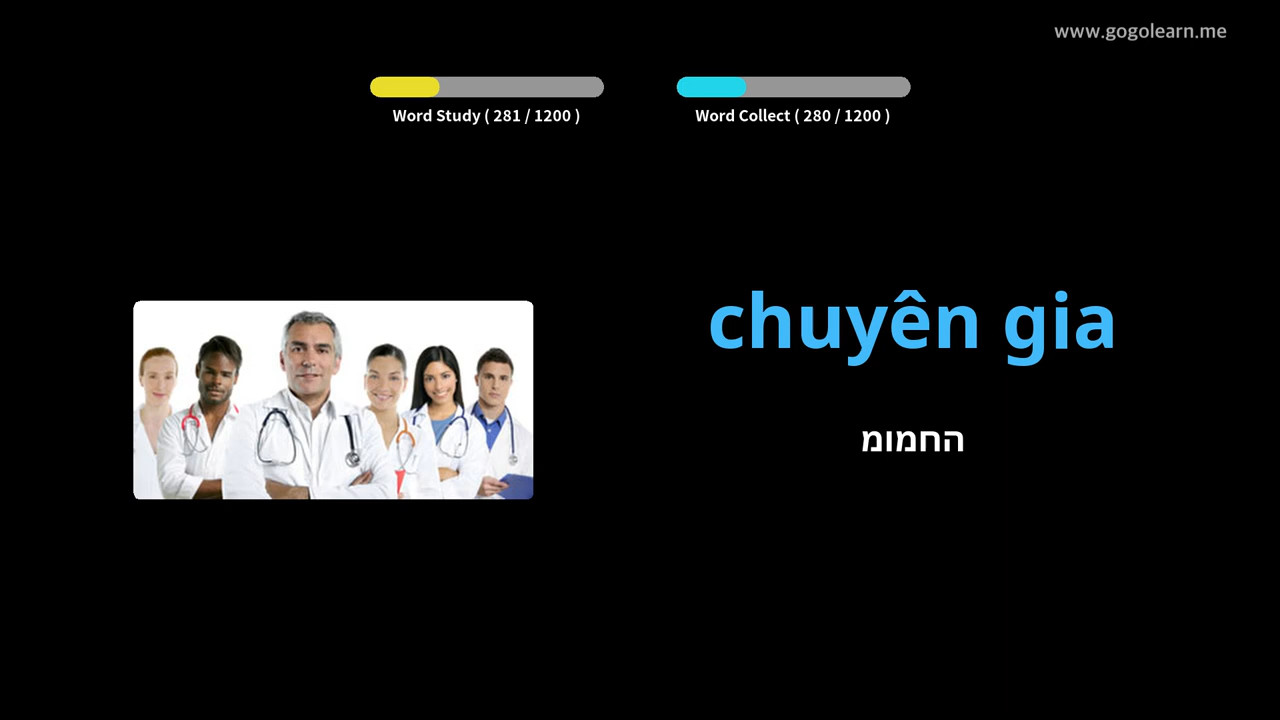 www.gogolearn.me
Word Study ( 281 / 1200 )
Word Collect ( 280 / 1200 )
chuyên gia
החמומ